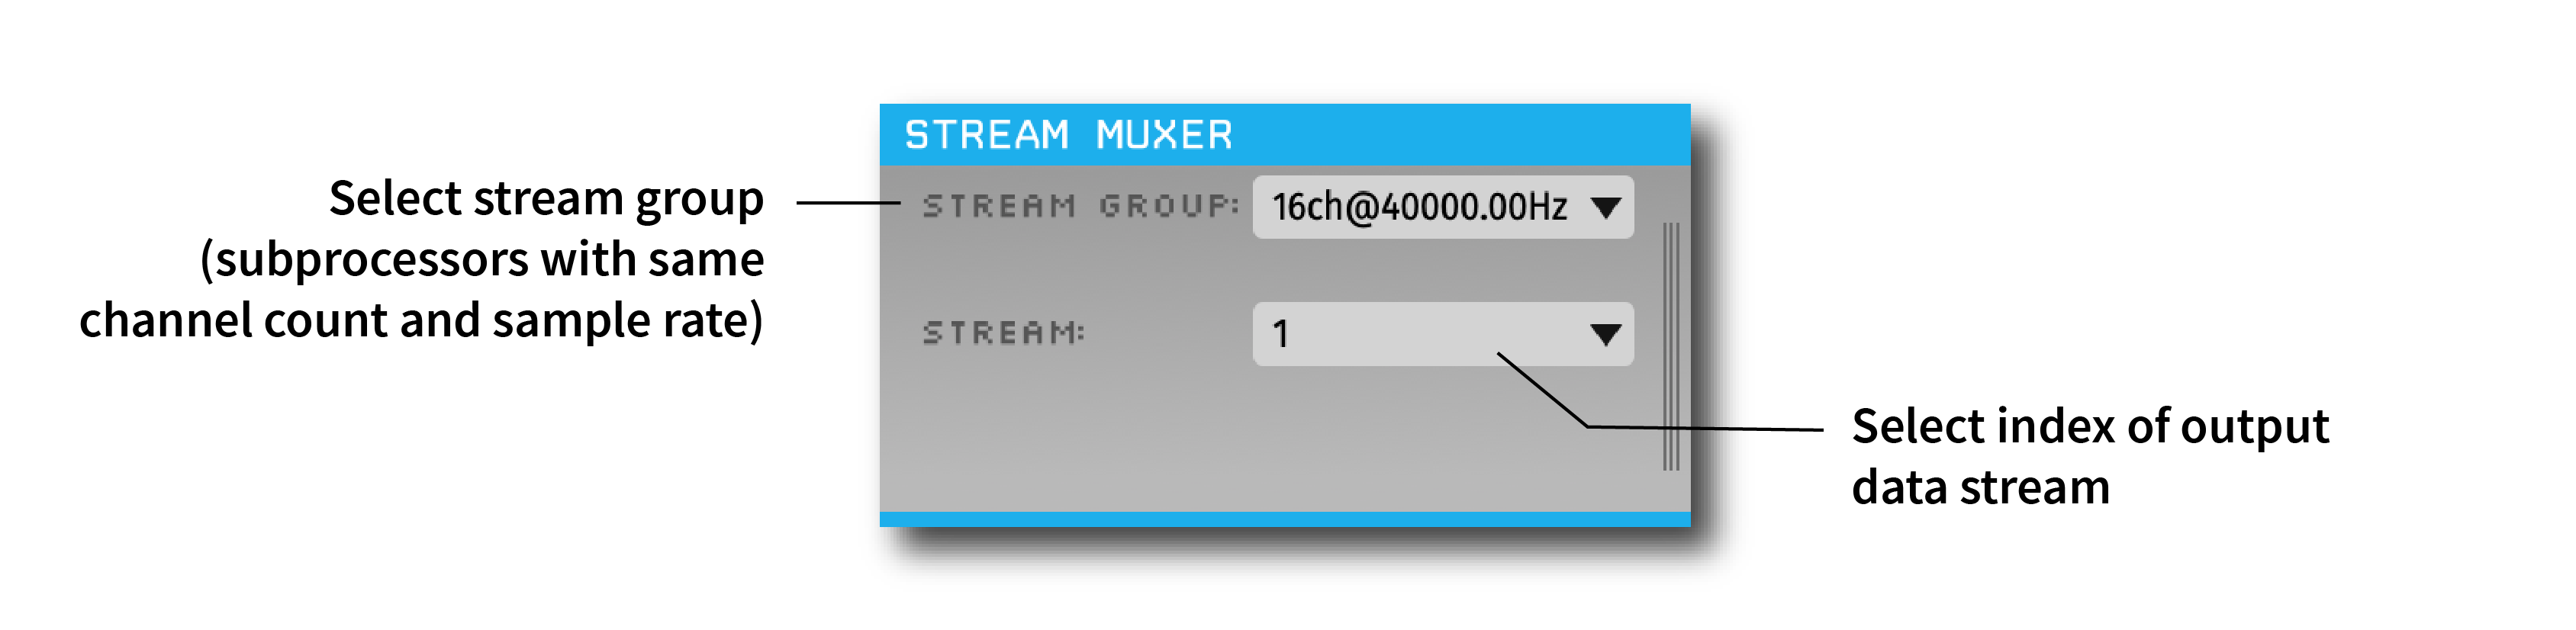 STREAM MUXER
Select stream group
(subprocessors with same
channel count and sample rate)
STREAM GROUP: 16ch@40000.00Hz
STREAM: 1
Select index of output
data stream